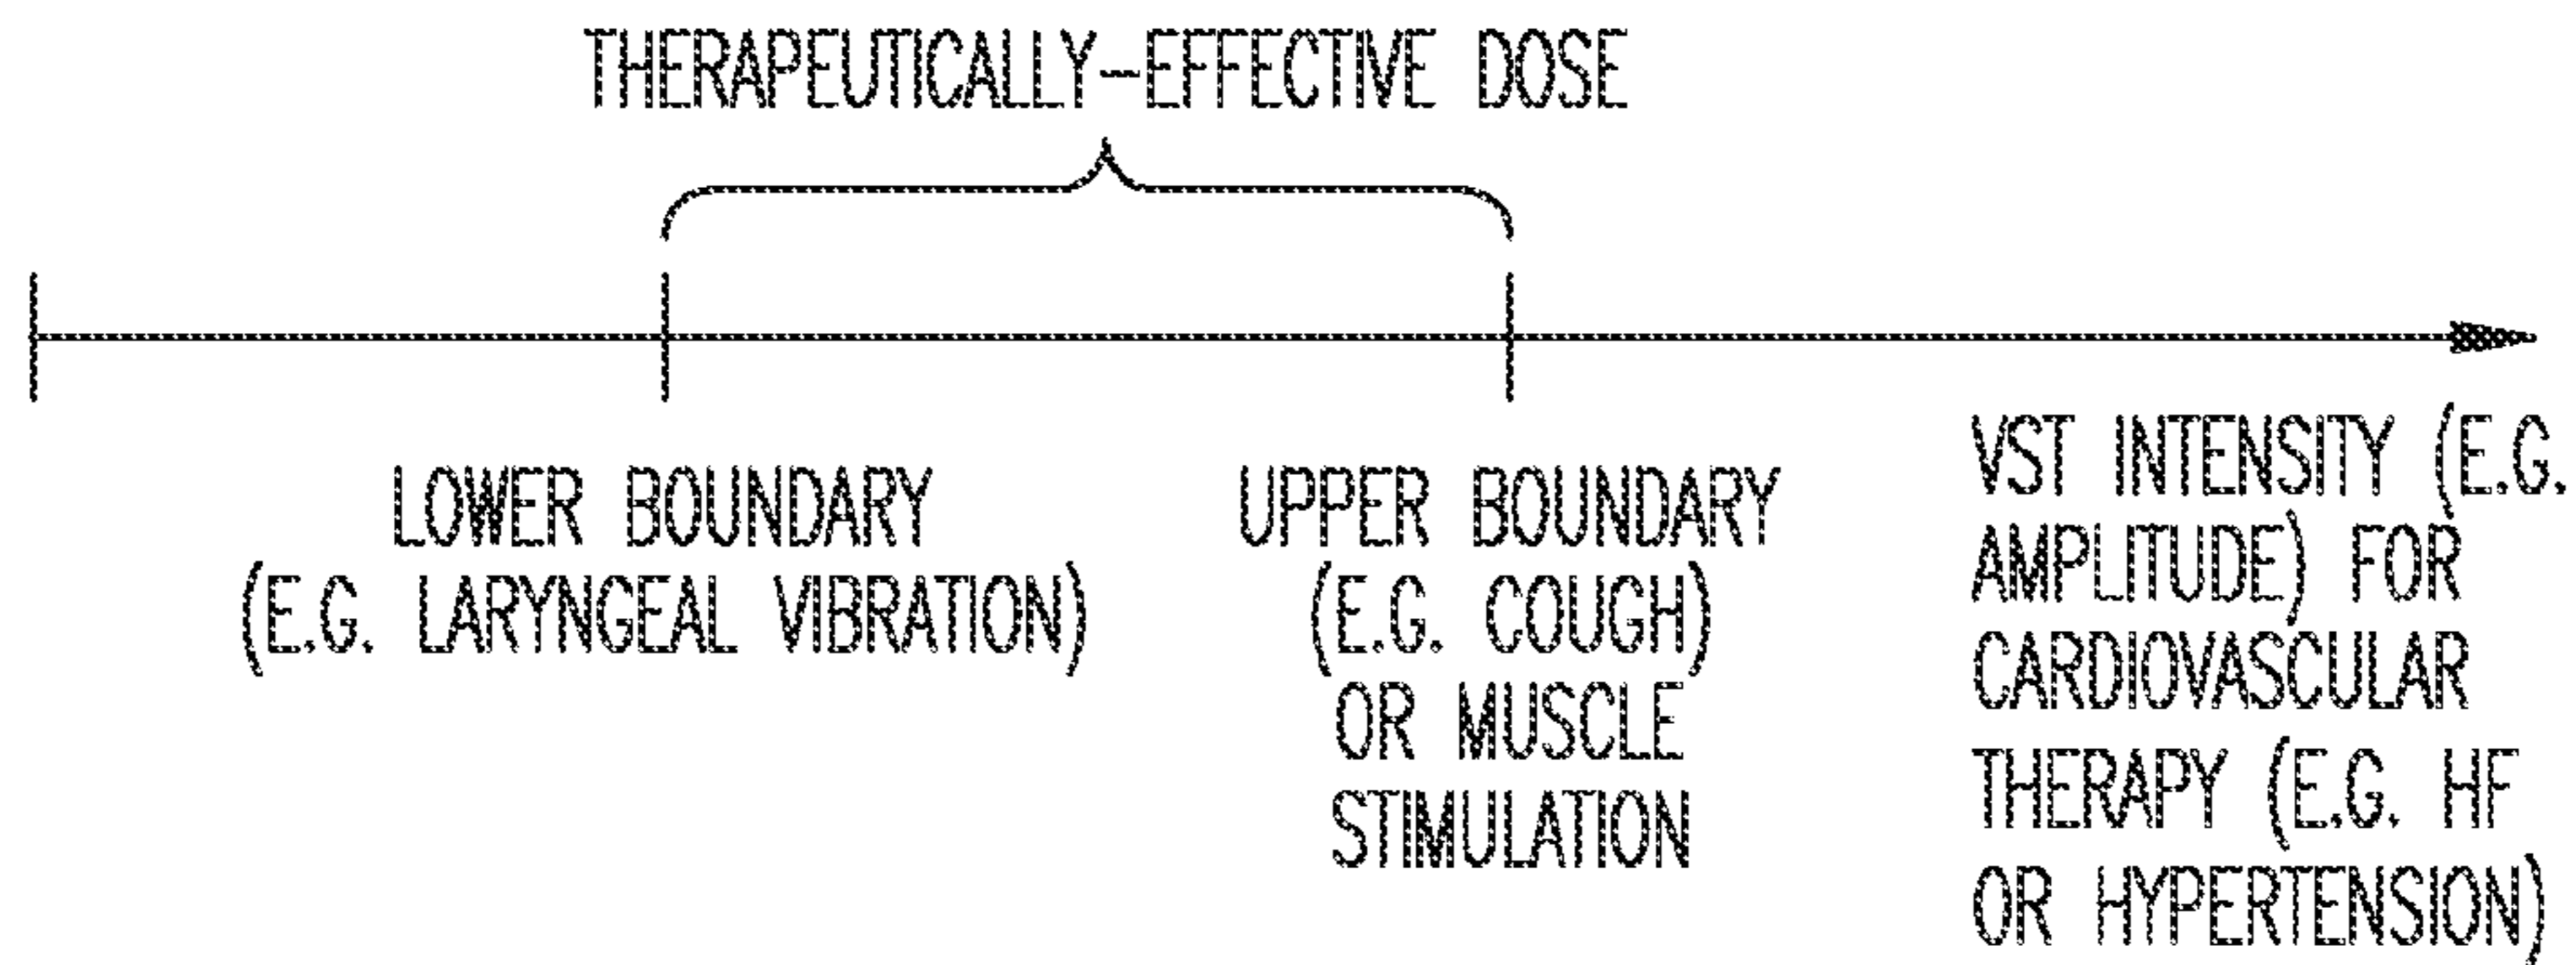 THERAPEUTICALLY-EFFECTIVE DOSE
LOWER BOUNDARY
(E.G. LARYNGEAL VIBRATION)
UPPER BOUNDARY
(E.G. COUGH)
OR MUSCLE
STIMULATION
VST INTENSITY (E.G.
AMPLITUDE) FOR
CARDIOVASCULAR
THERAPY (E.G. HF
OR HYPERTENSION)